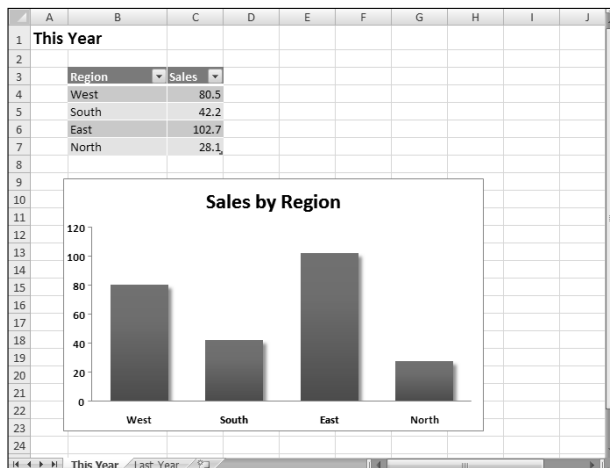 A B C D E F G H I J
1 This Year
2
3 Region Sales
4 West 80.5
5 South 42.2
6 East 102.7
7 North 28.1
8
9
10
11
12
13
14
15
16
17
18
19
20
21
22
23
24
Sales by Region
120
100
80
60
40
20
0
West South East North
This Year Last Year